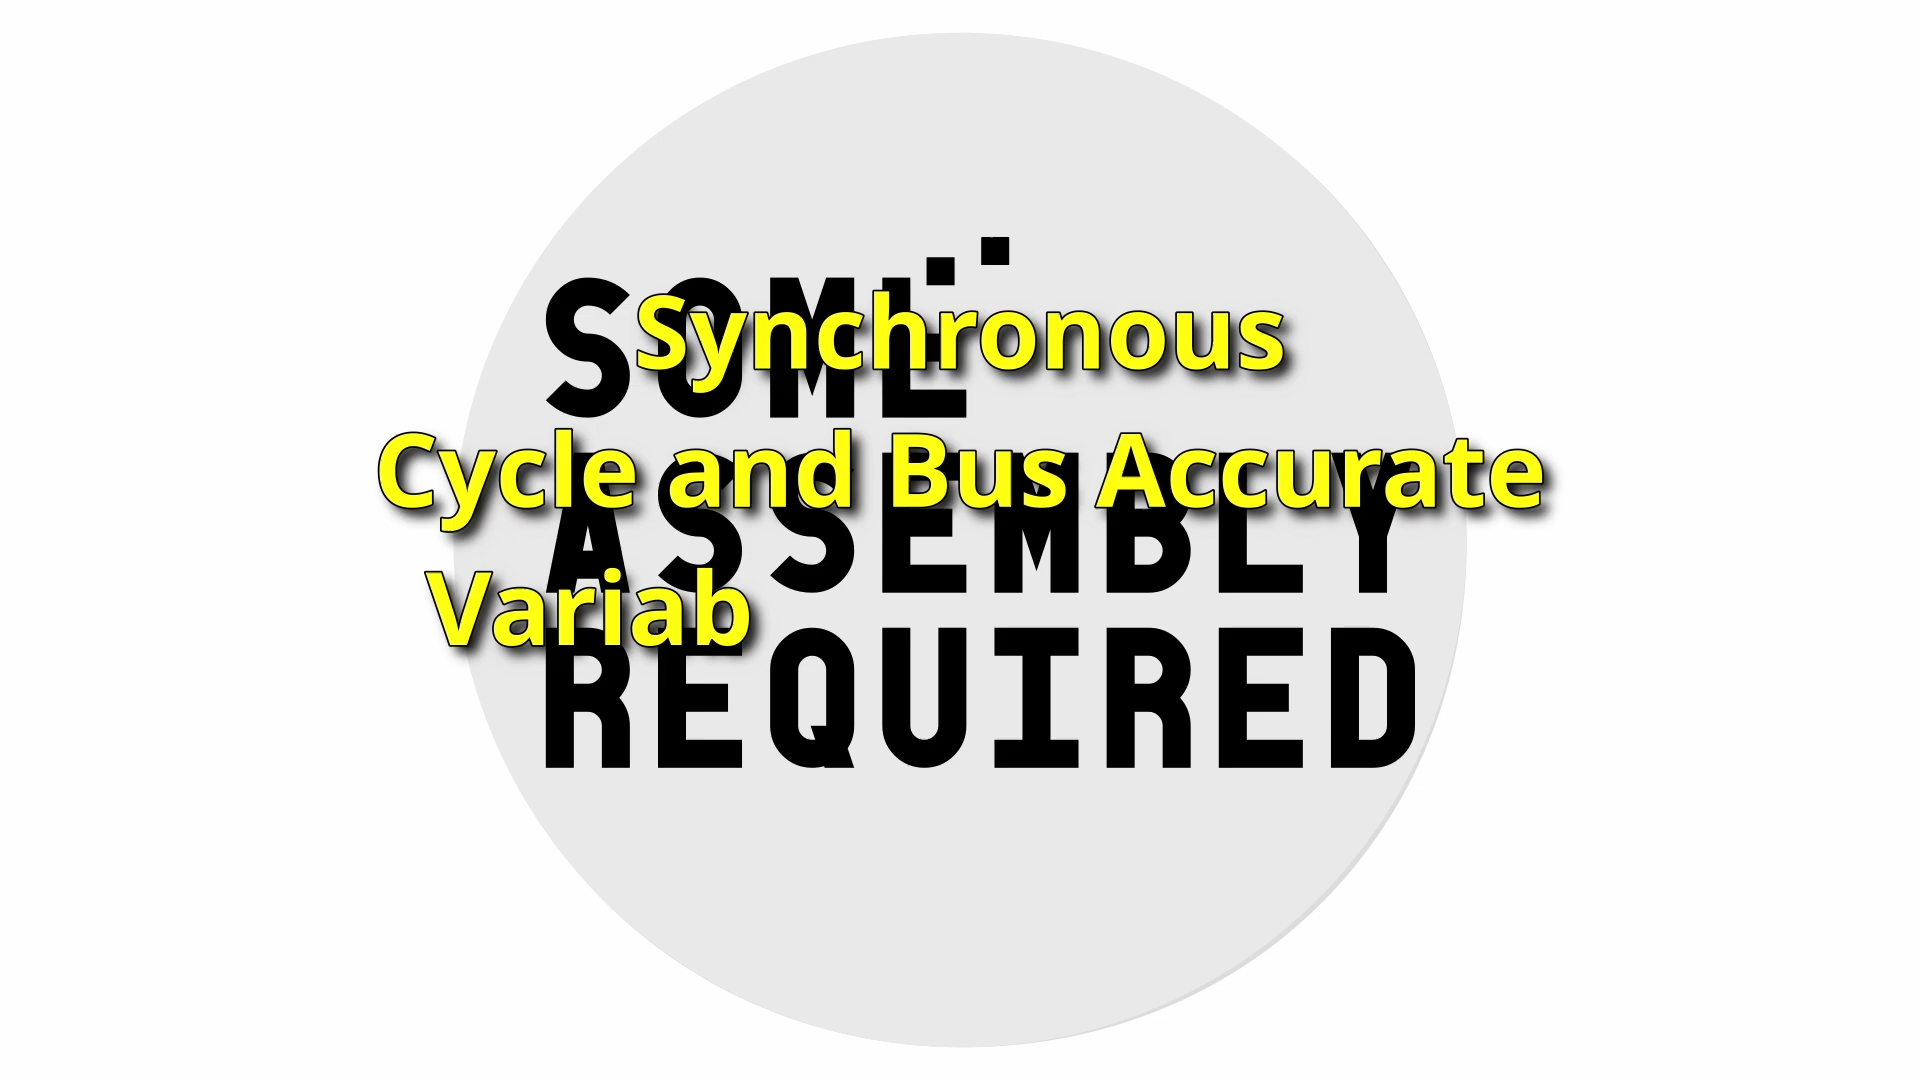 SOME
ASSEMBLY
REQUIRED
Synchronous
Cycle and Bus Accurate
Variab